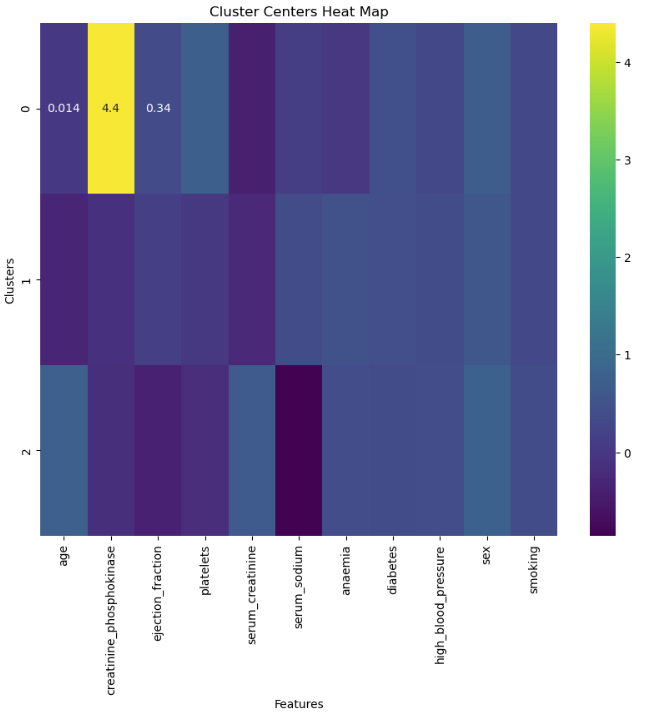 Cluster Centers Heat Map
Clusters
0
1
2
0.014
4.4
0.34
4
3
2
1
0
age
creatinine_phosphokinase
ejection_fraction
platelets
serum_creatinine
serum_sodium
anaemia
diabetes
high_blood_pressure
sex
smoking
Features